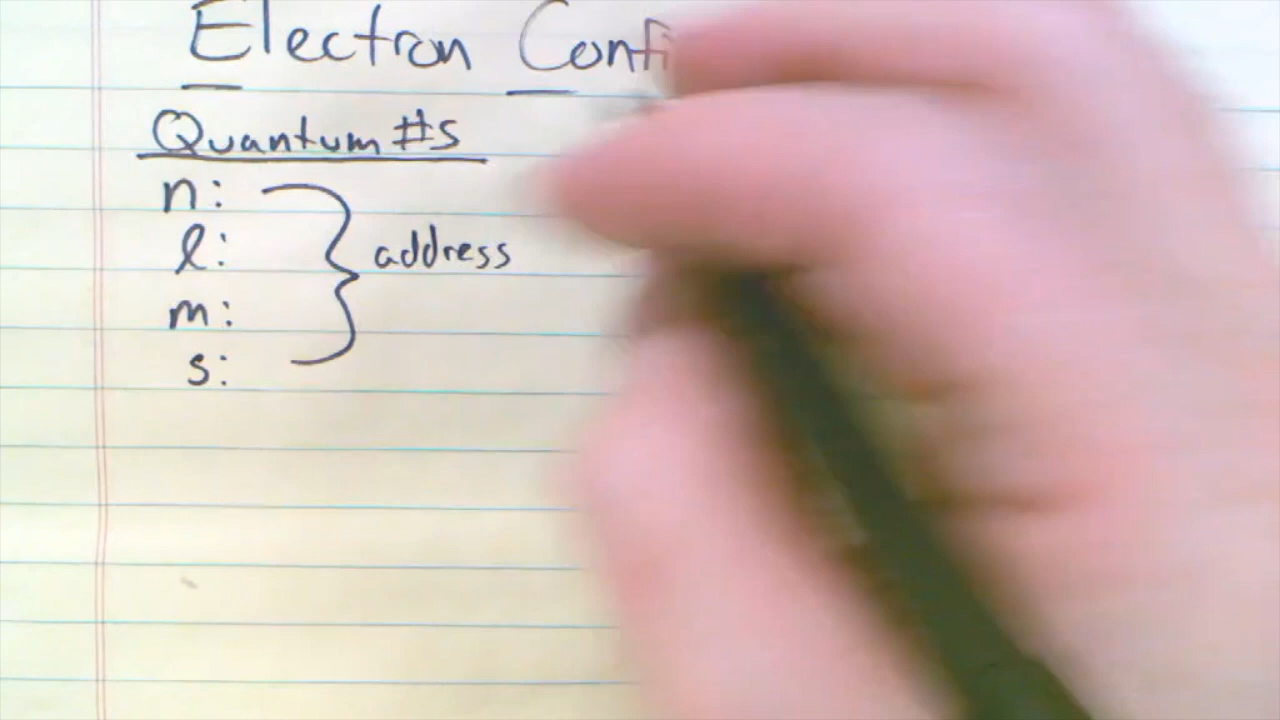 Electron Confi
Quantum #s
n:
l:
address
m:
s: